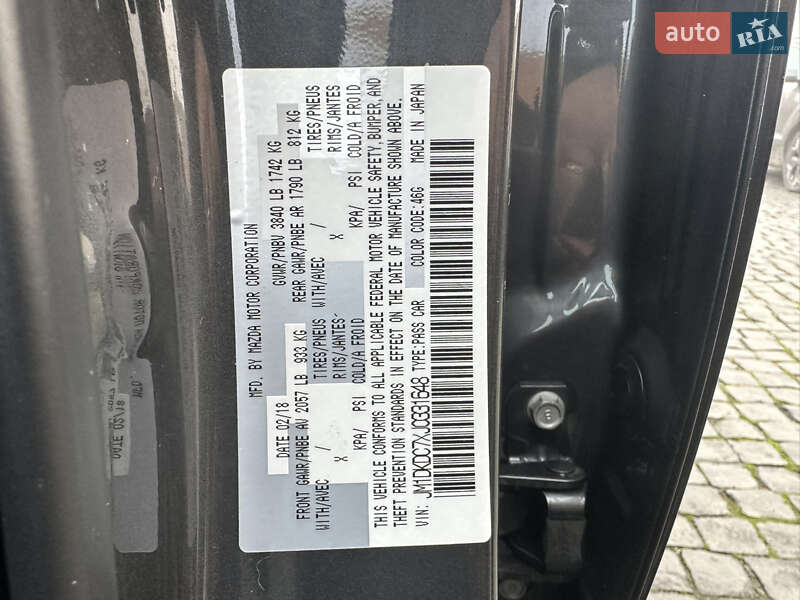 auto RIA
.com
MFD. BY MAZDA MOTOR CORPORATION
DATE 02/18 GVWR/PNBV 3840 LB 1742 KG
FRONT GAWR/PNBE AV 2057 LB 933 KG REAR GAWR/PNBE AR 1790 LB 812 KG
WITH/AVEC / TIRES/PNEUS WITH/AVEC / TIRES/PNEUS
X RIMS/JANTES X RIMS/JANTES
KPA/ PSI COLD/A FROID KPA/ PSI COLD/A FROID
THIS VEHICLE CONFORMS TO ALL APPLICABLE FEDERAL MOTOR VEHICLE SAFETY, BUMPER, AND
THEFT PREVENTION STANDARDS IN EFFECT ON THE DATE OF MANUFACTURE SHOWN ABOVE.
VIN: JM1DKDC7XJ0331648 TYPE:PASS CAR COLOR CODE:46G MADE IN JAPAN